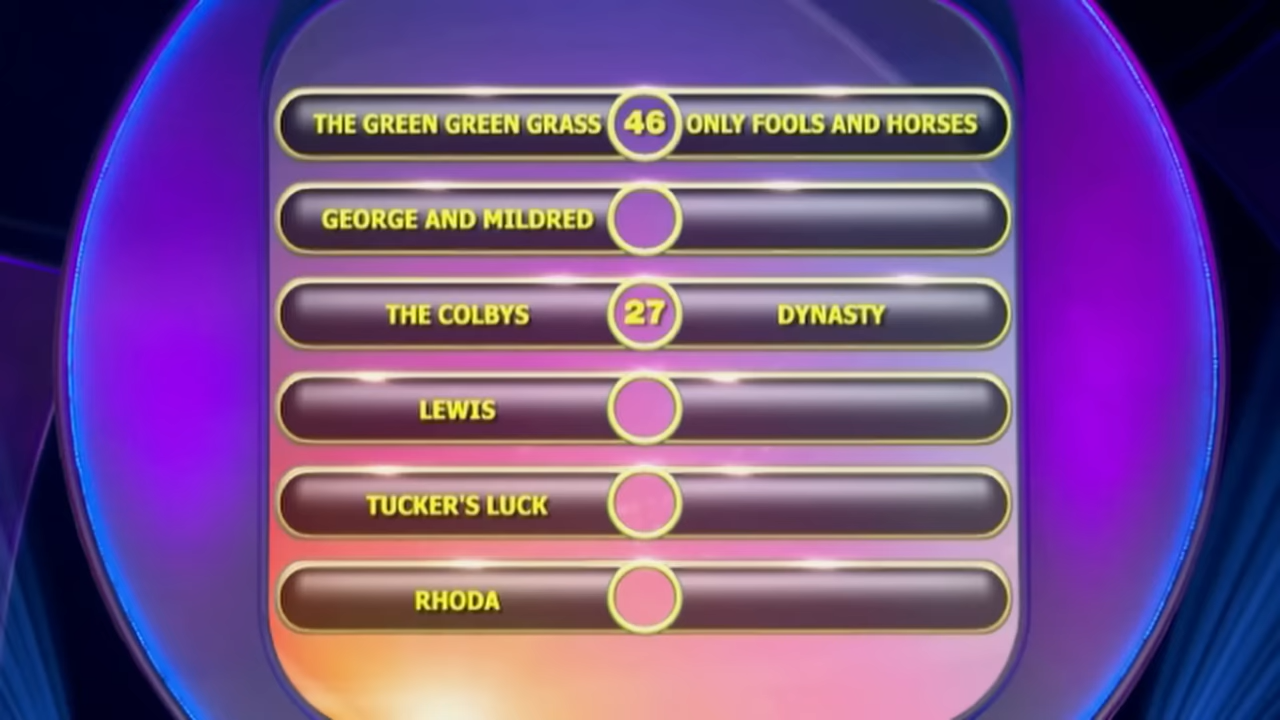 THE GREEN GREEN GRASS 46 ONLY FOOLS AND HORSES
GEORGE AND MILDRED
THE COLBYS 27 DYNASTY
LEWIS
TUCKER'S LUCK
RHODA